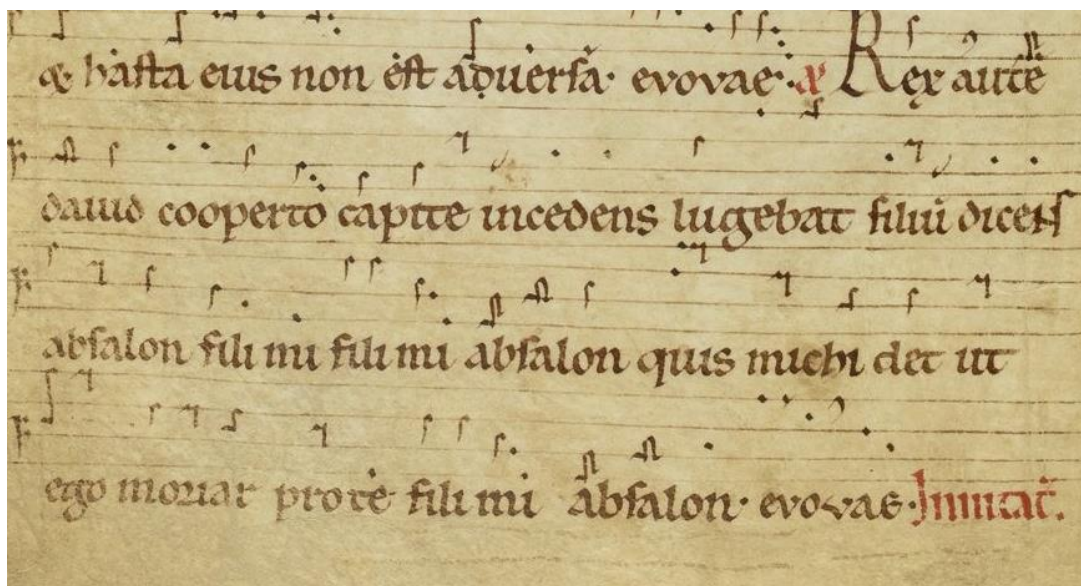 & hasta eius non est aduersa· evovae· a Rex autē
dauid cooperto capite incedens lugebat filiū dicens
absalon fili mi fili mi absalon quis michi det ut
ego moriar pro te fili mi absalon· evovae· Inuitat̄.